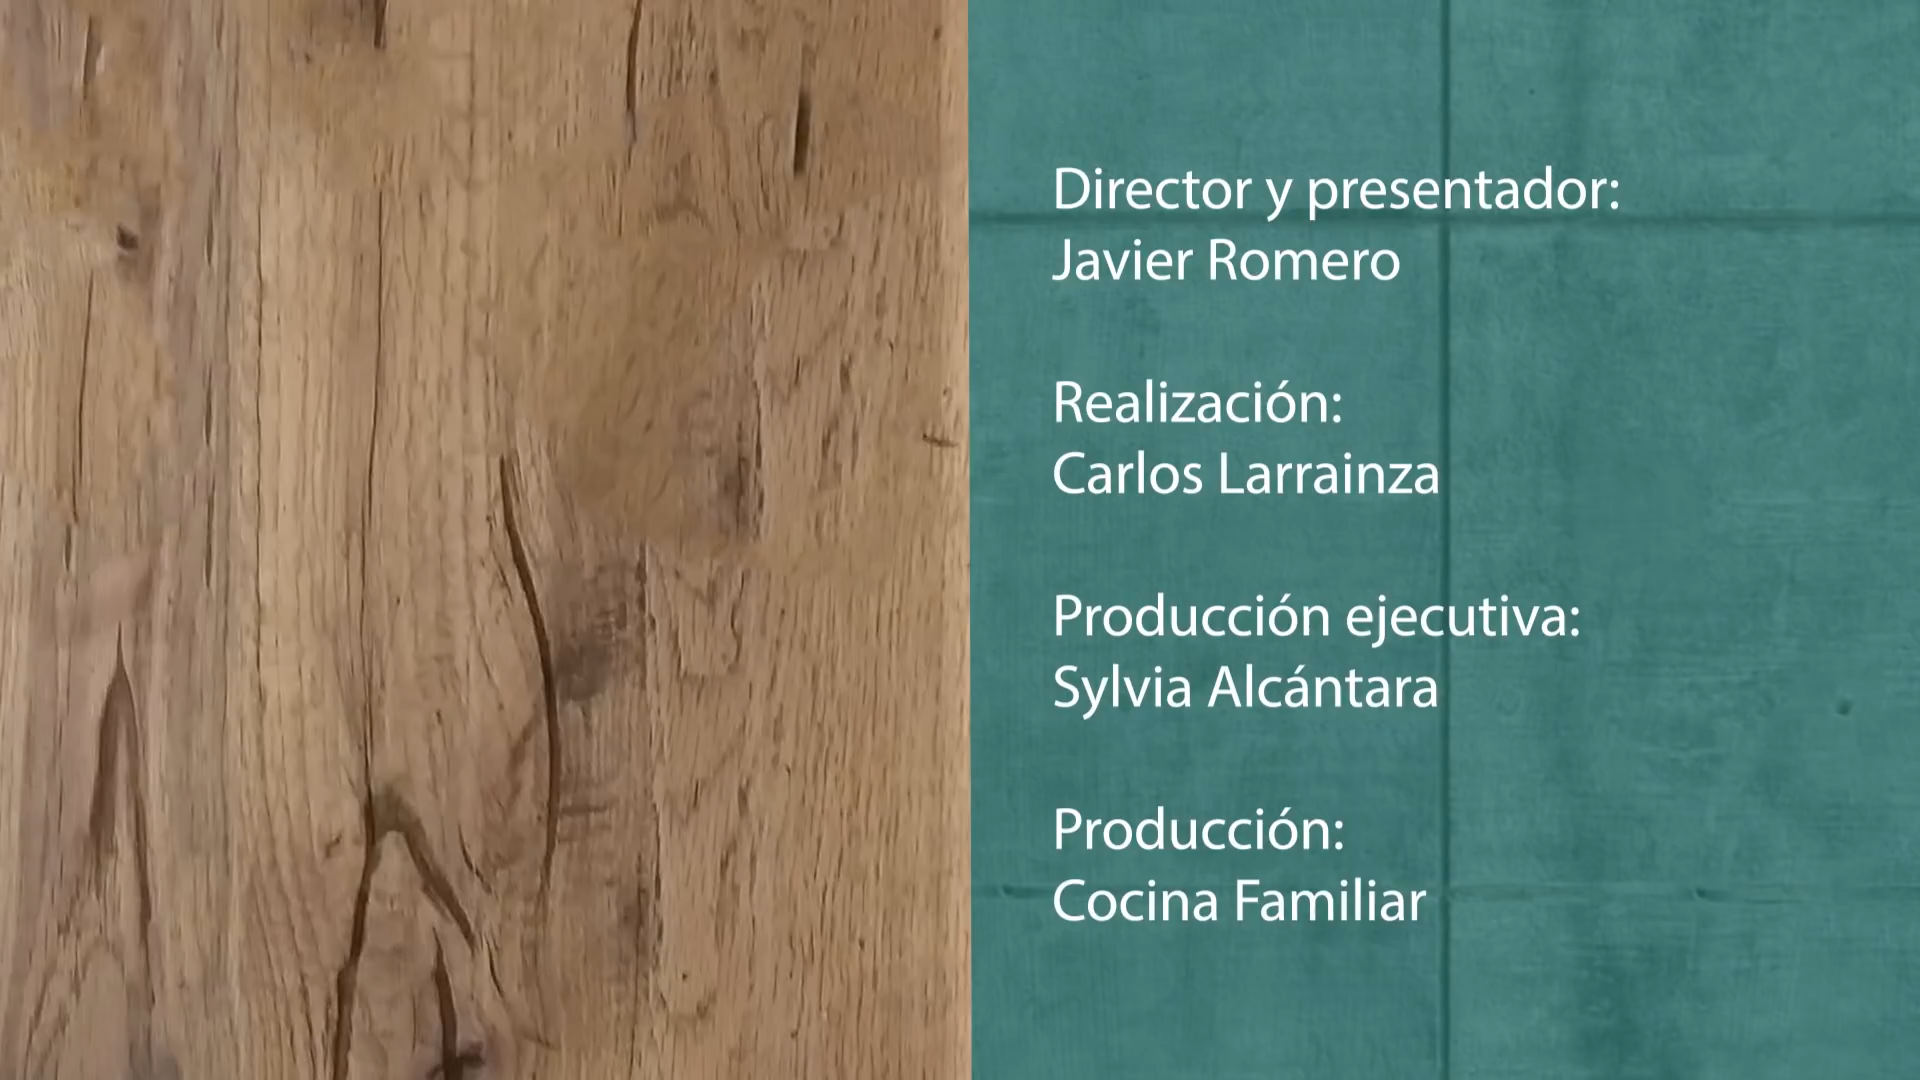 Director y presentador:
Javier Romero
Realización:
Carlos Larrainza
Producción ejecutiva:
Sylvia Alcántara
Producción:
Cocina Familiar